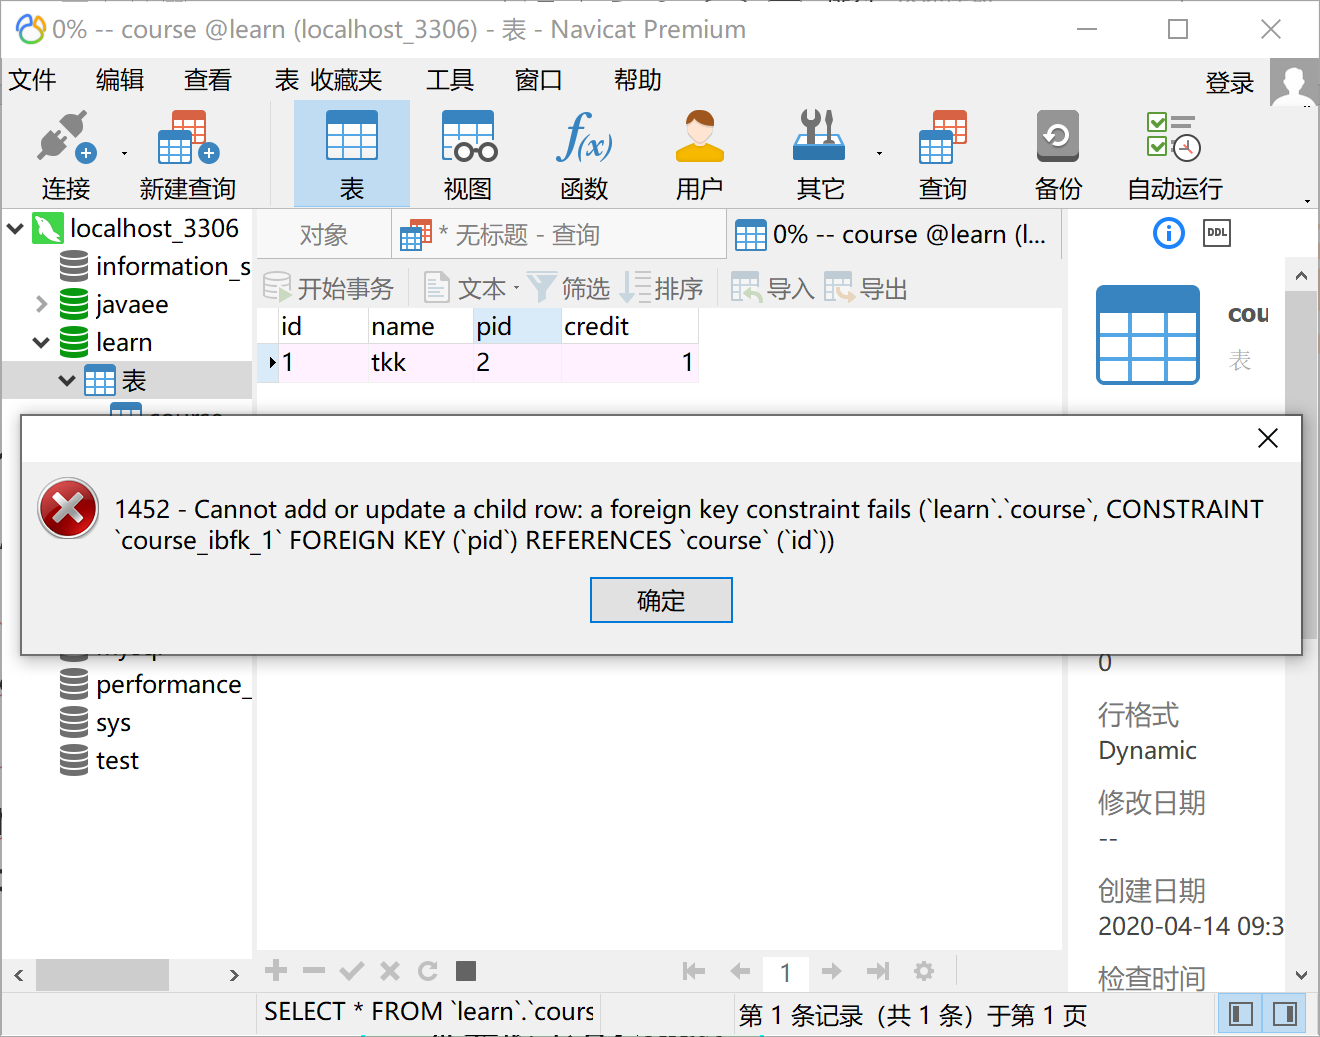 0% -- course @learn (localhost_3306) - 表 - Navicat Premium
文件 编辑 查看 表 收藏夹 工具 窗口 帮助 登录
连接 新建查询 表 视图 函数 用户 其它 查询 备份 自动运行
localhost_3306
information_s
javaee
learn
表
对象 * 无标题 - 查询 0% -- course @learn (l...
DDL
开始事务 文本 筛选 排序 导入 导出
id name pid credit
1 tkk 2 1
cou
表
1452 - Cannot add or update a child row: a foreign key constraint fails (`learn`.`course`, CONSTRAINT
`course_ibfk_1` FOREIGN KEY (`pid`) REFERENCES `course` (`id`))
确定
performance_
sys
test
0
行格式
Dynamic
修改日期
--
创建日期
2020-04-14 09:3
检查时间
1
SELECT * FROM `learn`.`cours
第 1 条记录（共 1 条）于第 1 页